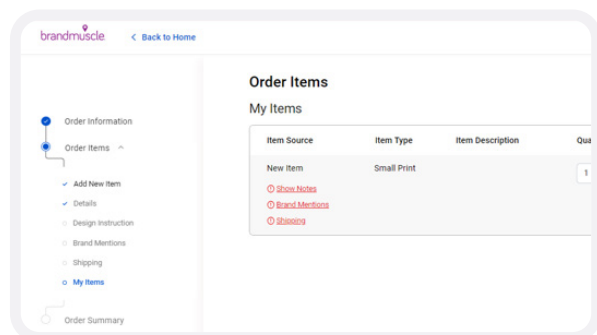 brandmuscle
Back to Home
Order Information
Order Items
Add New Item
Details
Design Instruction
Brand Mentions
Shipping
My Items
Order Summary
Order Items
My Items
Item Source Item Type Item Description Qua
New Item Small Print 1
Show Notes
Brand Mentions
Shipping